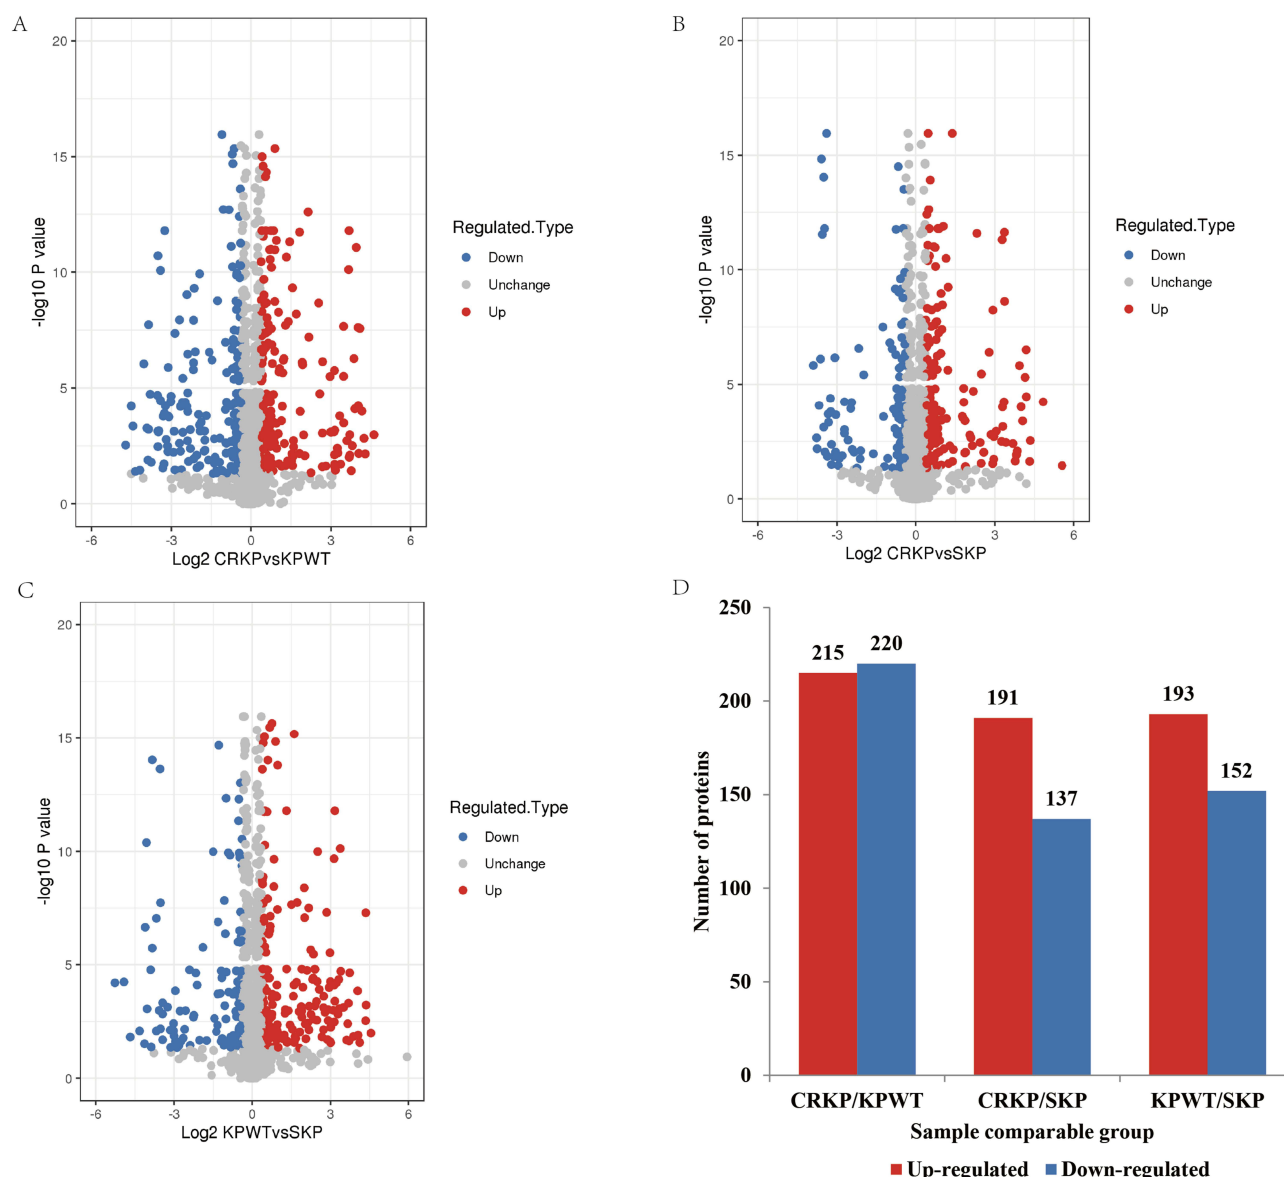 A
20
15
10
5
0
-log10 P value
-6 -3 0 3 6
Log2 CRKPvsKPWT
Regulated.Type
Down
Unchange
Up
B
20
15
10
5
0
-log10 P value
-6 -3 0 3 6
Log2 CRKPvsSKP
Regulated.Type
Down
Unchange
Up
C
20
15
10
5
0
-log10 P value
-6 -3 0 3 6
Log2 KPWTvsSKP
Regulated.Type
Down
Unchange
Up
D
250
200
150
100
50
0
Number of proteins
215 220
191 137
193 152
CRKP/KPWT CRKP/SKP KPWT/SKP
Sample comparable group
Up-regulated Down-regulated